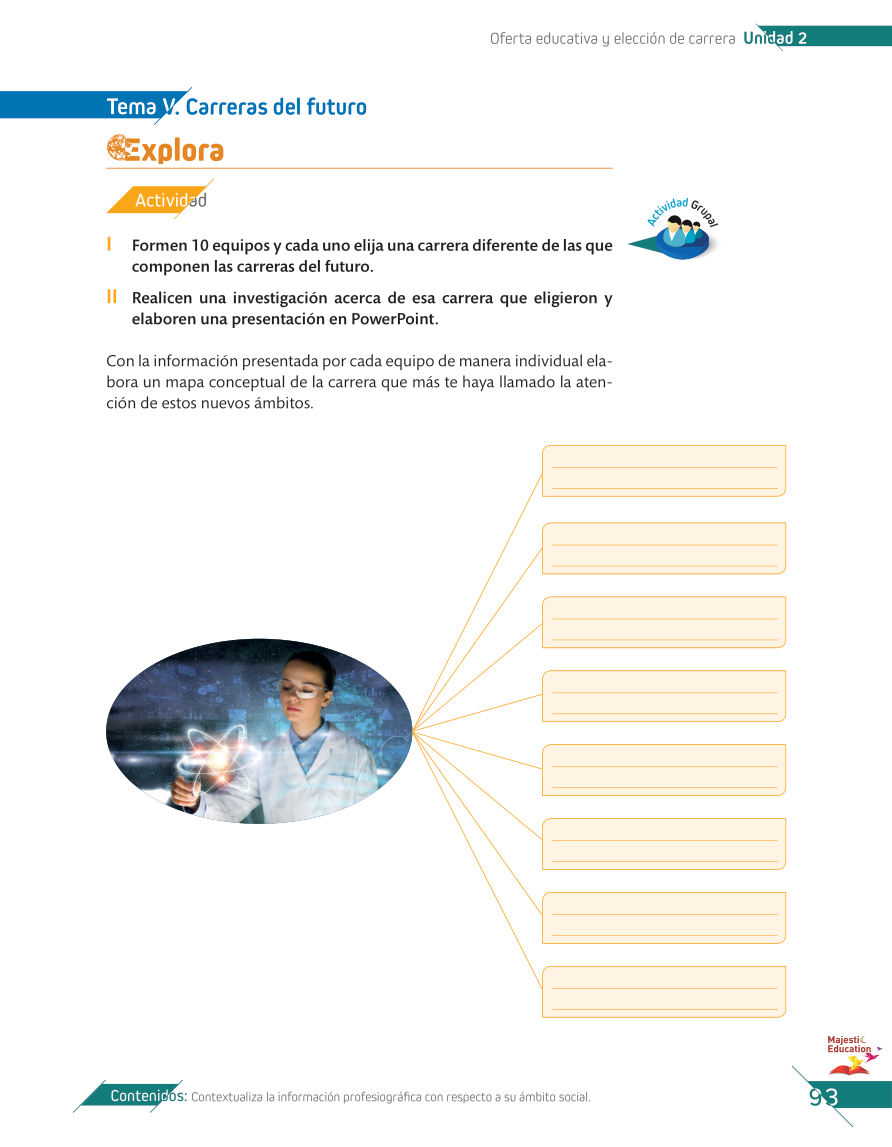 Oferta educativa y elección de carrera Unidad 2
Tema V. Carreras del futuro
Explora
Actividad
Actividad Grupal
I Formen 10 equipos y cada uno elija una carrera diferente de las que
componen las carreras del futuro.
II Realicen una investigación acerca de esa carrera que eligieron y
elaboren una presentación en PowerPoint.
Con la información presentada por cada equipo de manera individual ela-
bora un mapa conceptual de la carrera que más te haya llamado la aten-
ción de estos nuevos ámbitos.
Majestic
Education
Contenidos: Contextualiza la información profesiográfica con respecto a su ámbito social.
93